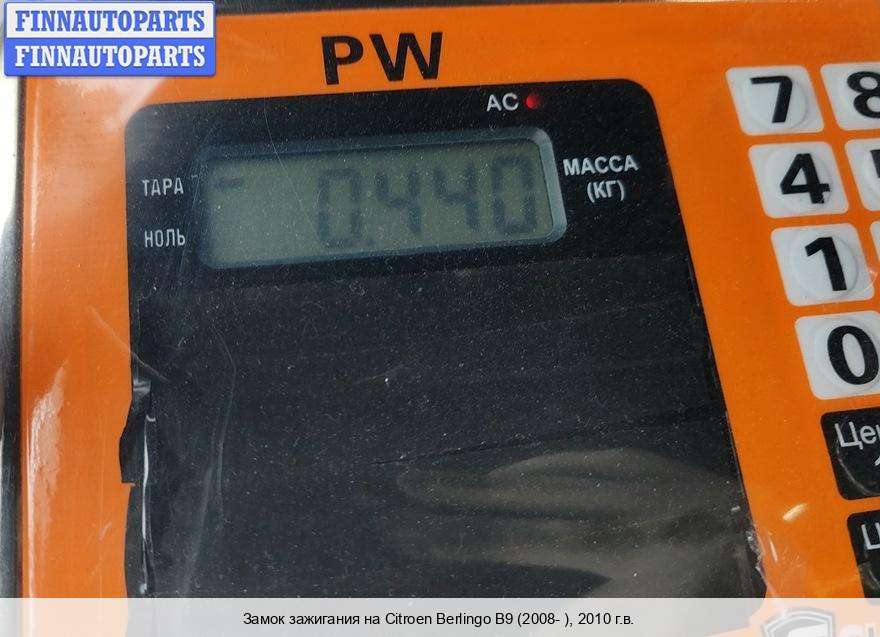 FINNAUTOPARTS
FINNAUTOPARTS
PW
AC
ТАРА
НОЛЬ
0.440
МАССА
(КГ)
7 8
4
1
0
Замок зажигания на Citroen Berlingo B9 (2008- ), 2010 г.в.